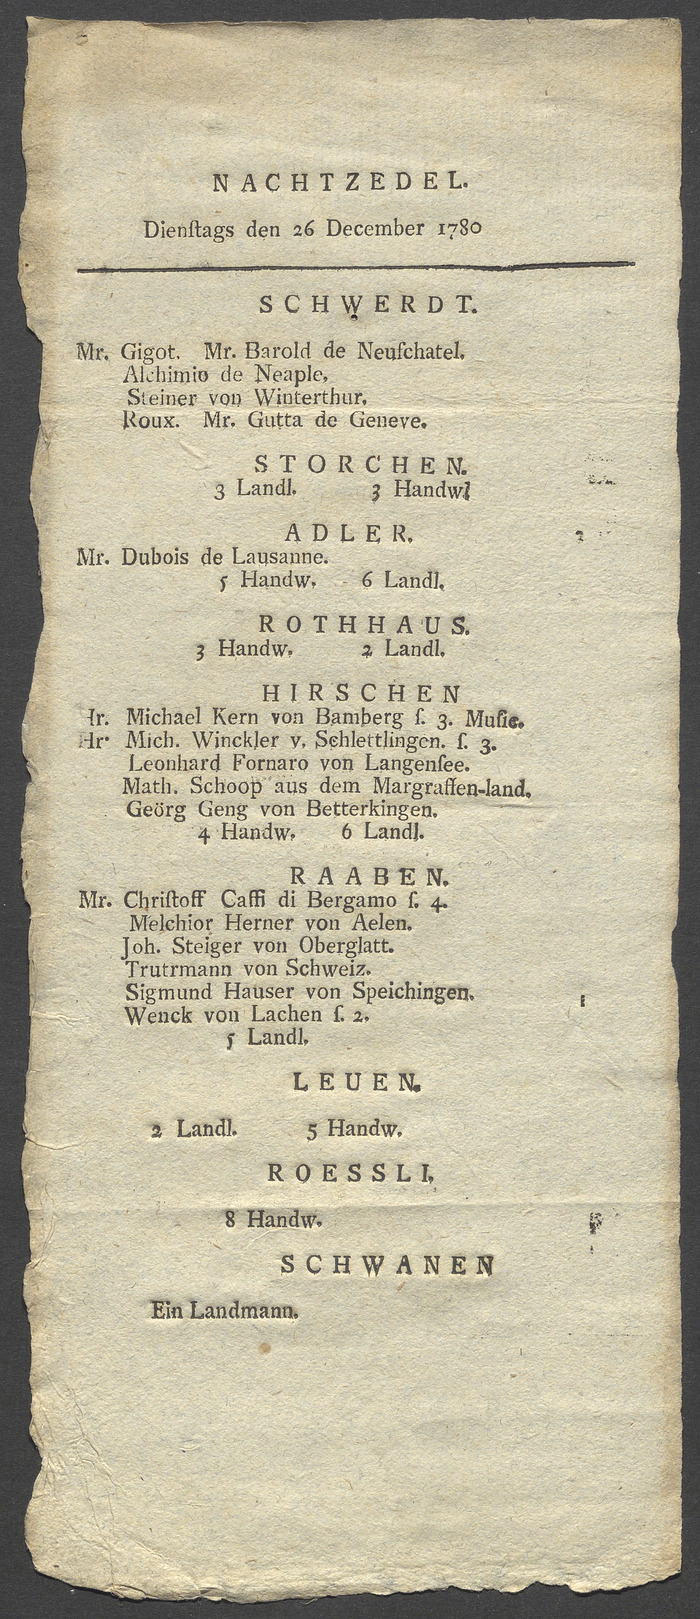 NACHTZEDEL.
Dienſtags den 26 December 1780
SCHWERDT.
Mr. Gigot. Mr. Barold de Neuſchatel.
Alchimio de Neaple.
Steiner von Winterthur.
Roux. Mr. Gutta de Geneve.
STORCHEN.
3 Landl. 3 Handwl
ADLER.
Mr. Dubois de Lausanne.
5 Handw. 6 Landl.
ROTHHAUS.
3 Handw. 2 Landl.
HIRSCHEN
Hr. Michael Kern von Bamberg ſ. 3. Muſic.
Hr. Mich. Winckler v. Schlettlingen. ſ. 3.
Leonhard Fornaro von Langenſee.
Math. Schoop aus dem Margraffen-land.
Geörg Geng von Betterkingen.
4 Handw. 6 Landl.
RAABEN.
Mr. Chriſtoff Caffi di Bergamo ſ. 4.
Melchior Herner von Aelen.
Joh. Steiger von Oberglatt.
Trutrmann von Schweiz.
Sigmund Hauser von Speichingen.
Wenck von Lachen ſ. 2.
5 Landl.
LEUEN.
2 Landl. 5 Handw.
ROESSLI.
8 Handw.
SCHWANEN
Ein Landmann.